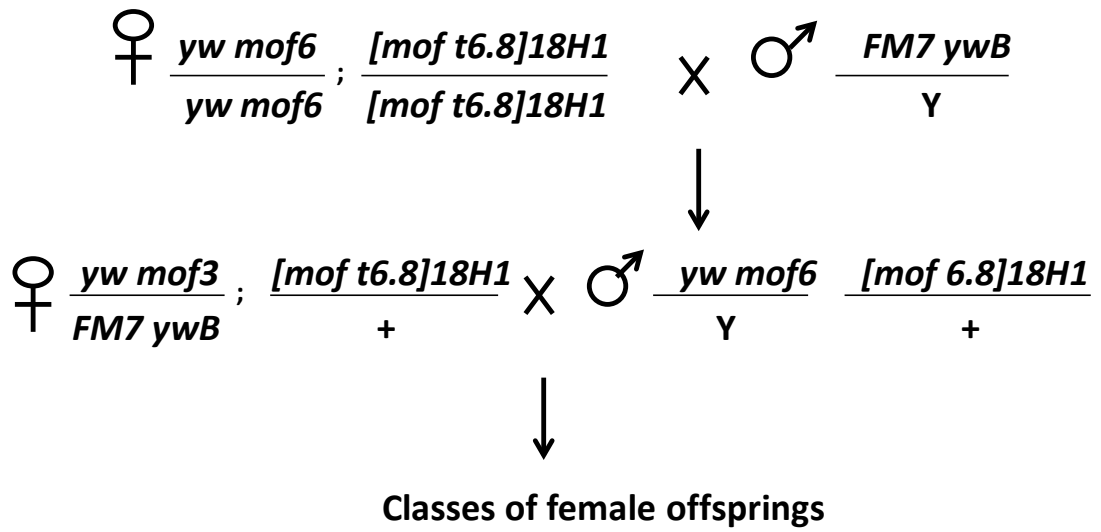 ♀ yw mof6 ; [mof t6.8]18H1 X ♂ FM7 ywB
yw mof6 [mof t6.8]18H1 Y
♀ yw mof3 ; [mof t6.8]18H1 X ♂ yw mof6 [mof 6.8]18H1
FM7 ywB + Y +
Classes of female offsprings